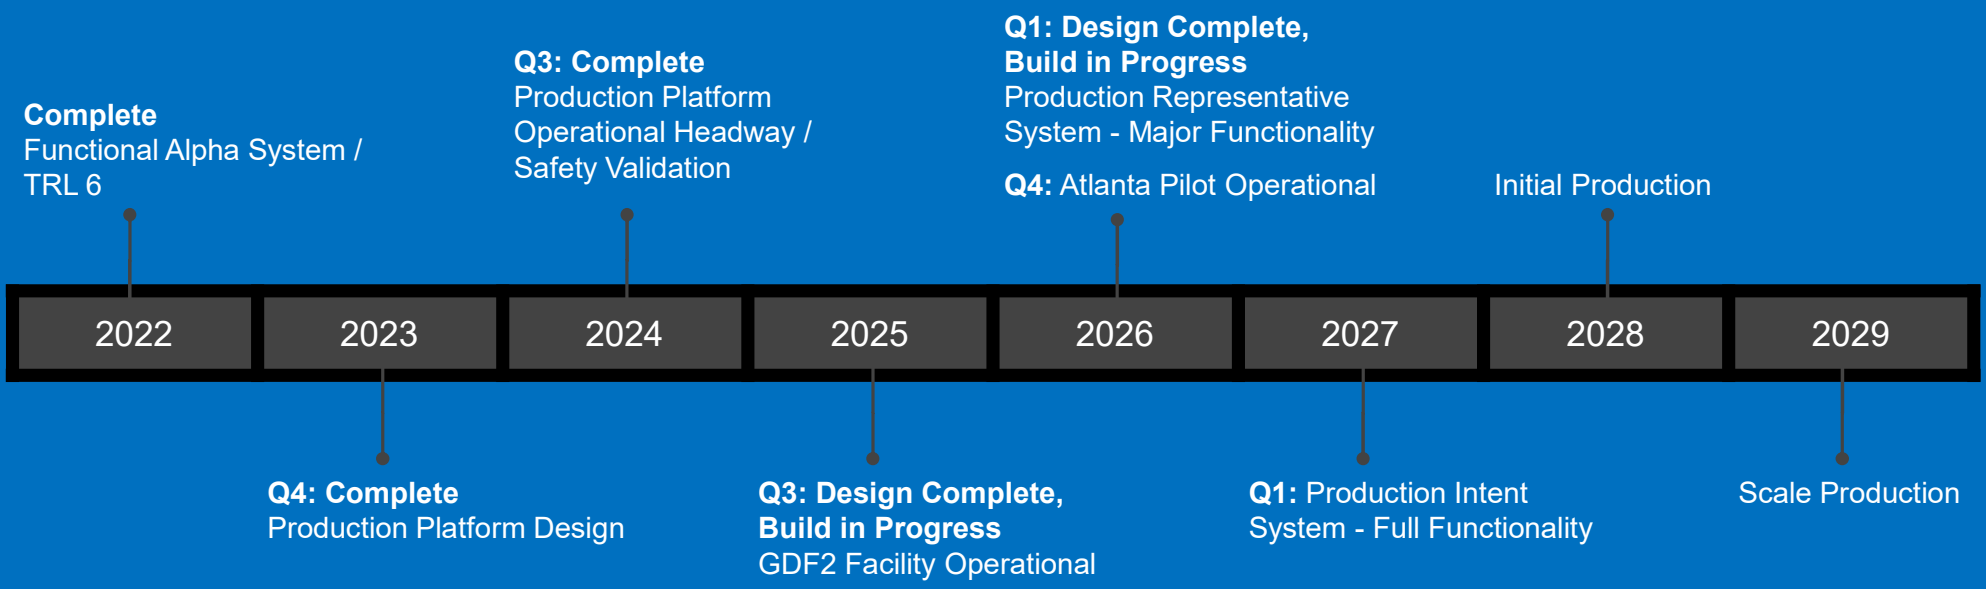 Complete
Functional Alpha System /
TRL 6
Q3: Complete
Production Platform
Operational Headway /
Safety Validation
Q1: Design Complete,
Build in Progress
Production Representative
System - Major Functionality
Q4: Atlanta Pilot Operational
Initial Production
2022
2023
2024
2025
2026
2027
2028
2029
Q4: Complete
Production Platform Design
Q3: Design Complete,
Build in Progress
GDF2 Facility Operational
Q1: Production Intent
System - Full Functionality
Scale Production